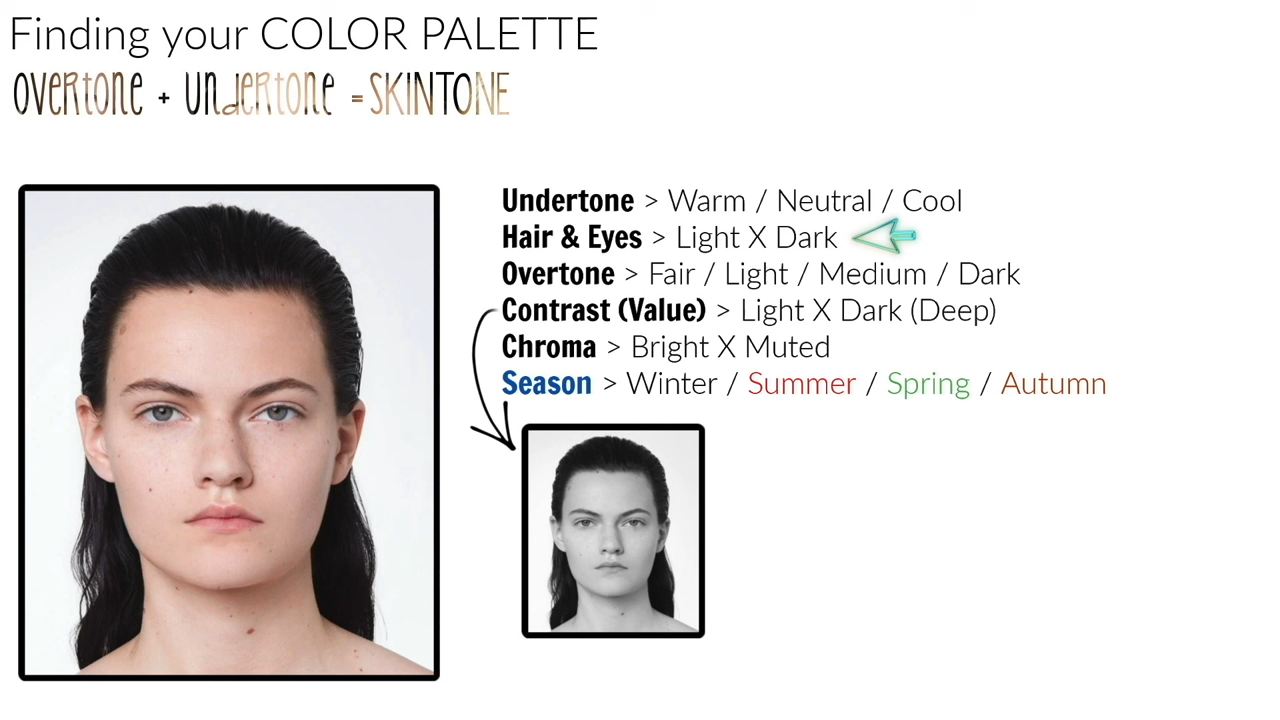 Finding your COLOR PALETTE
OVERTONE + UNDERTONE = SKINTONE
Undertone > Warm / Neutral / Cool
Hair & Eyes > Light X Dark
Overtone > Fair / Light / Medium / Dark
Contrast (Value) > Light X Dark (Deep)
Chroma > Bright X Muted
Season > Winter / Summer / Spring / Autumn